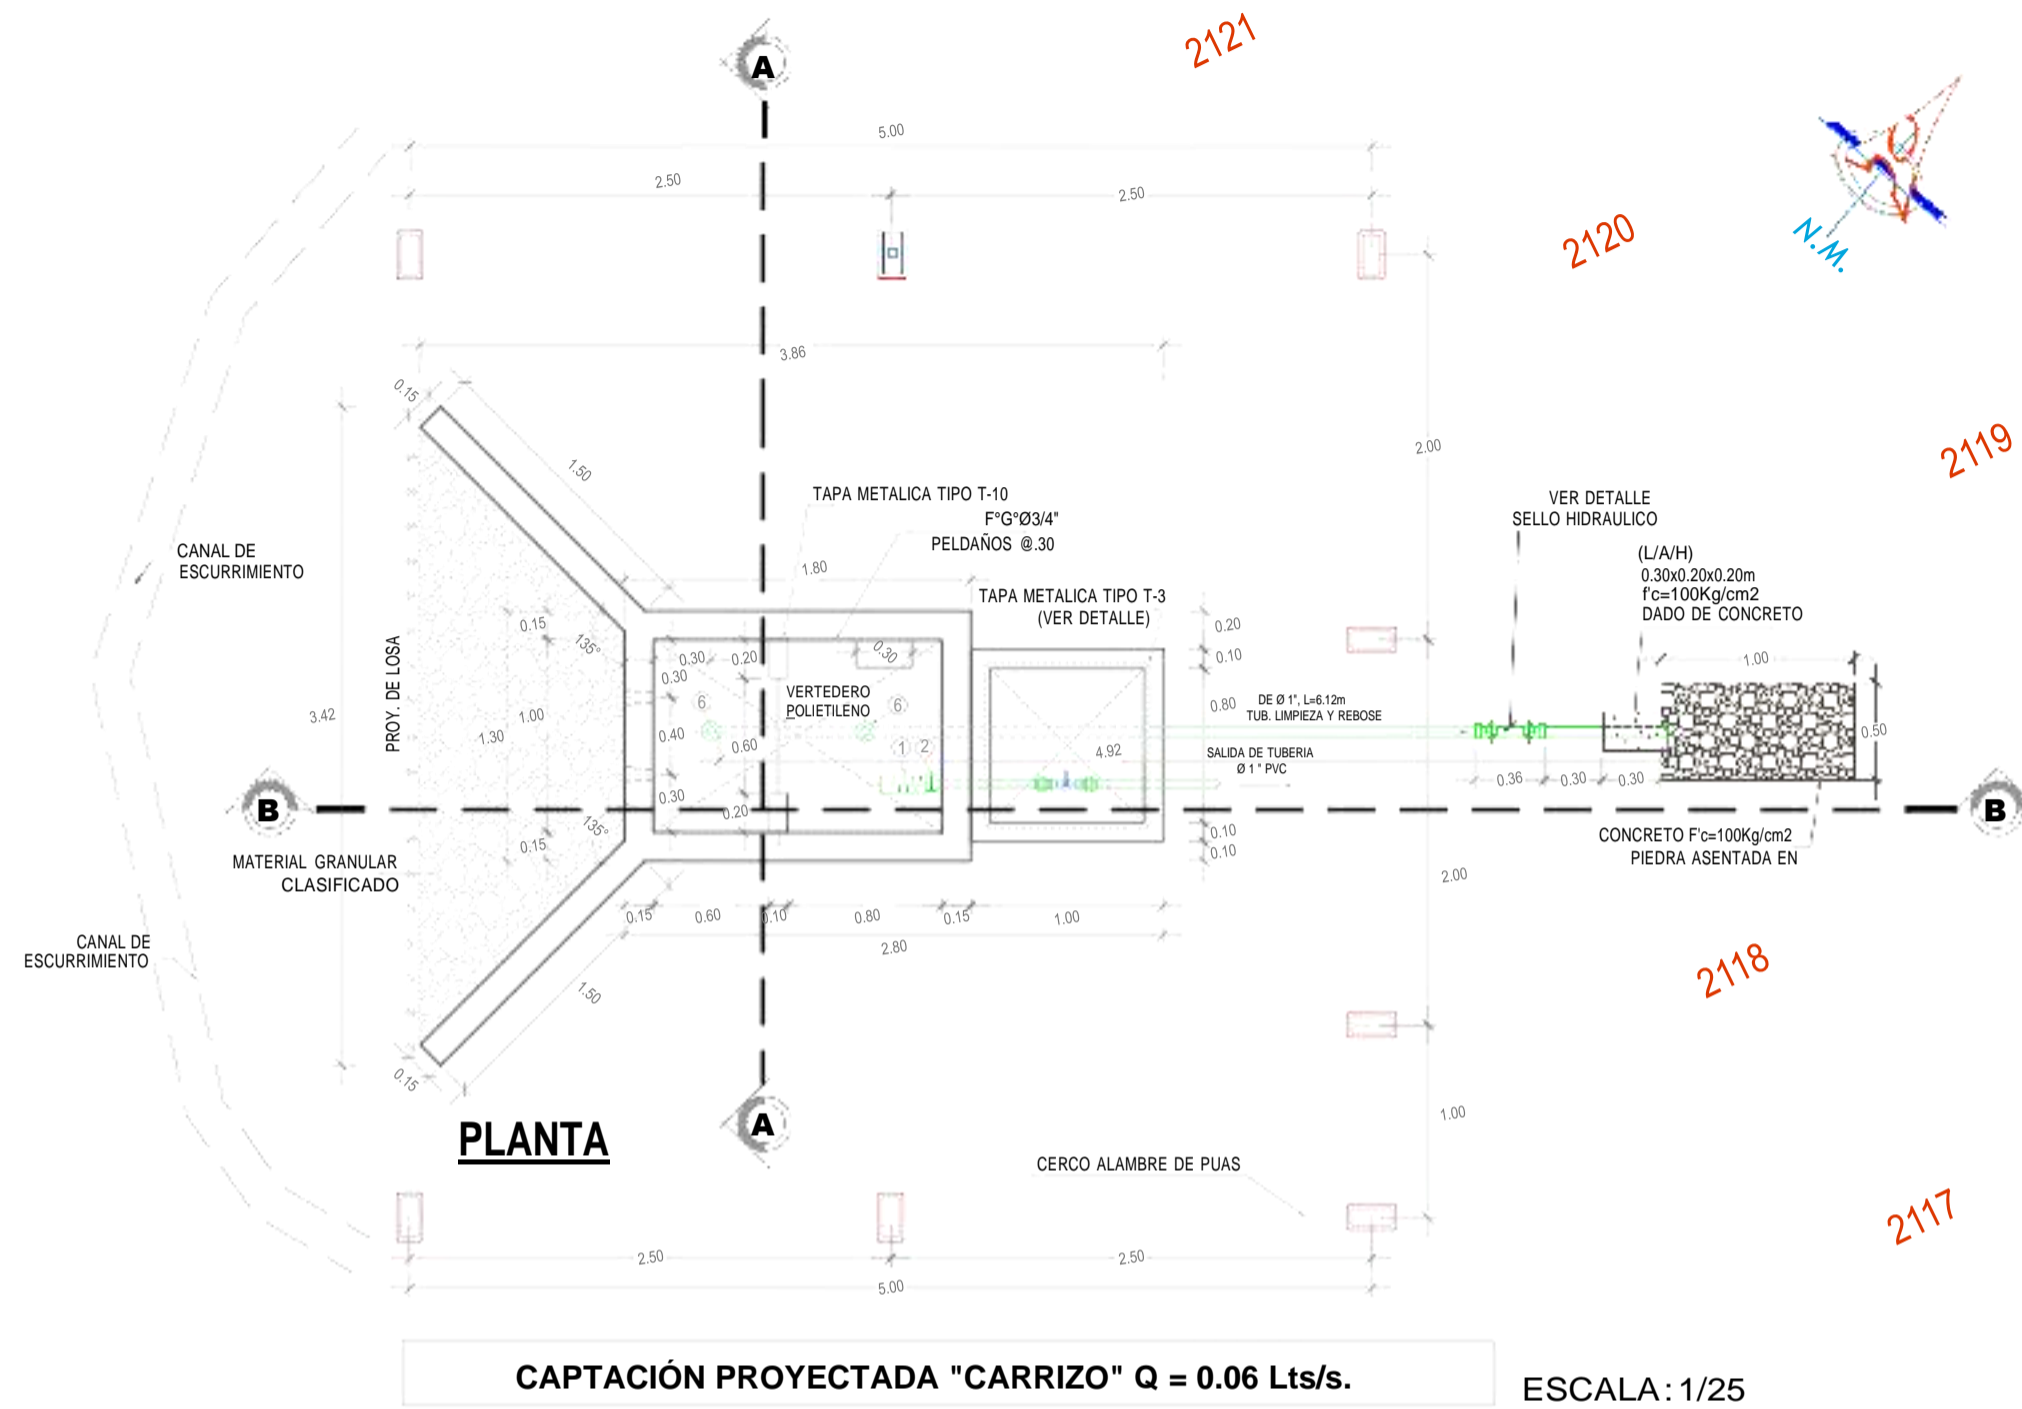 A
2121
5.00
2.50
2.50
2120
N.M.
3.86
0.15
1.50
2.00
2119
TAPA METALICA TIPO T-10
F°G°Ø3/4"
PELDAÑOS @.30
VER DETALLE
SELLO HIDRAULICO
(L/A/H)
0.30x0.20x0.20m
f'c=100Kg/cm2
DADO DE CONCRETO
CANAL DE
ESCURRIMIENTO
1.80
TAPA METALICA TIPO T-3
(VER DETALLE)
0.15
135°
0.30
0.20
0.30
0.20
0.10
1.00
PROY. DE LOSA
3.42
1.30
1.00
0.30
6
VERTEDERO
POLIETILENO
6
0.80
DE Ø 1", L=6.12m
TUB. LIMPIEZA Y REBOSE
0.40
0.60
1
2
4.92
SALIDA DE TUBERIA
Ø 1 " PVC
0.50
0.36
0.30
0.30
0.30
0.20
B
B
135°
0.15
0.10
0.10
CONCRETO F'c=100Kg/cm2
PIEDRA ASENTADA EN
MATERIAL GRANULAR
CLASIFICADO
2.00
0.15
0.60
0.10
0.80
0.15
1.00
2.80
CANAL DE
ESCURRIMIENTO
2118
1.50
0.15
PLANTA
A
1.00
CERCO ALAMBRE DE PUAS
2117
2.50
2.50
5.00
CAPTACIÓN PROYECTADA "CARRIZO" Q = 0.06 Lts/s.
ESCALA: 1/25